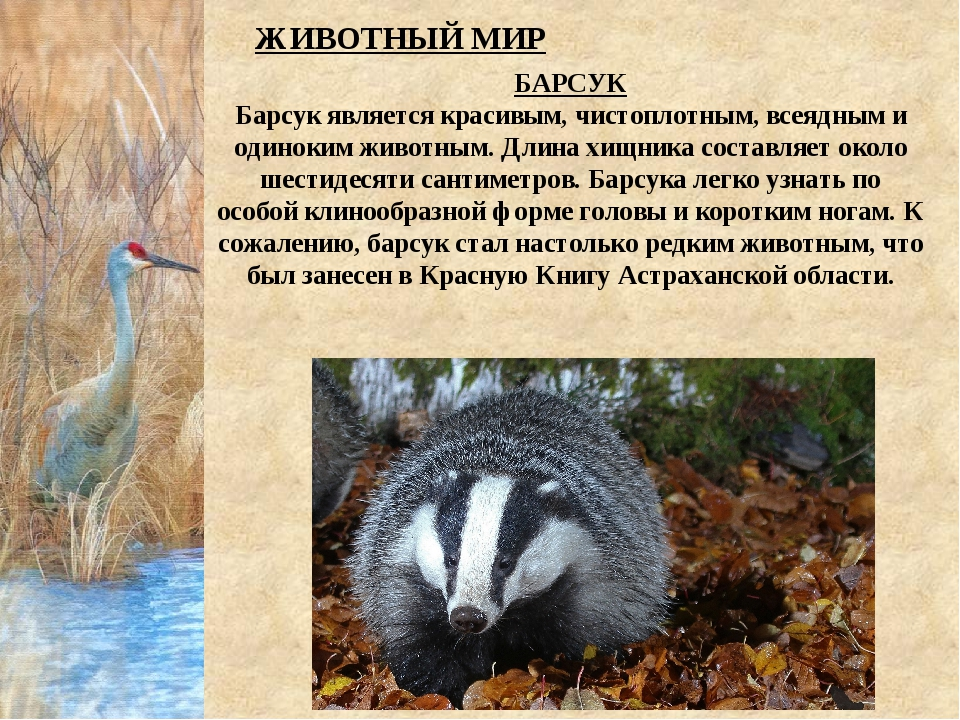 ЖИВОТНЫЙ МИР
БАРСУК
Барсук является красивым, чистоплотным, всеядным и
одиноким животным. Длина хищника составляет около
шестидесяти сантиметров. Барсука легко узнать по
особой клинообразной форме головы и коротким ногам. К
сожалению, барсук стал настолько редким животным, что
был занесен в Красную Книгу Астраханской области.